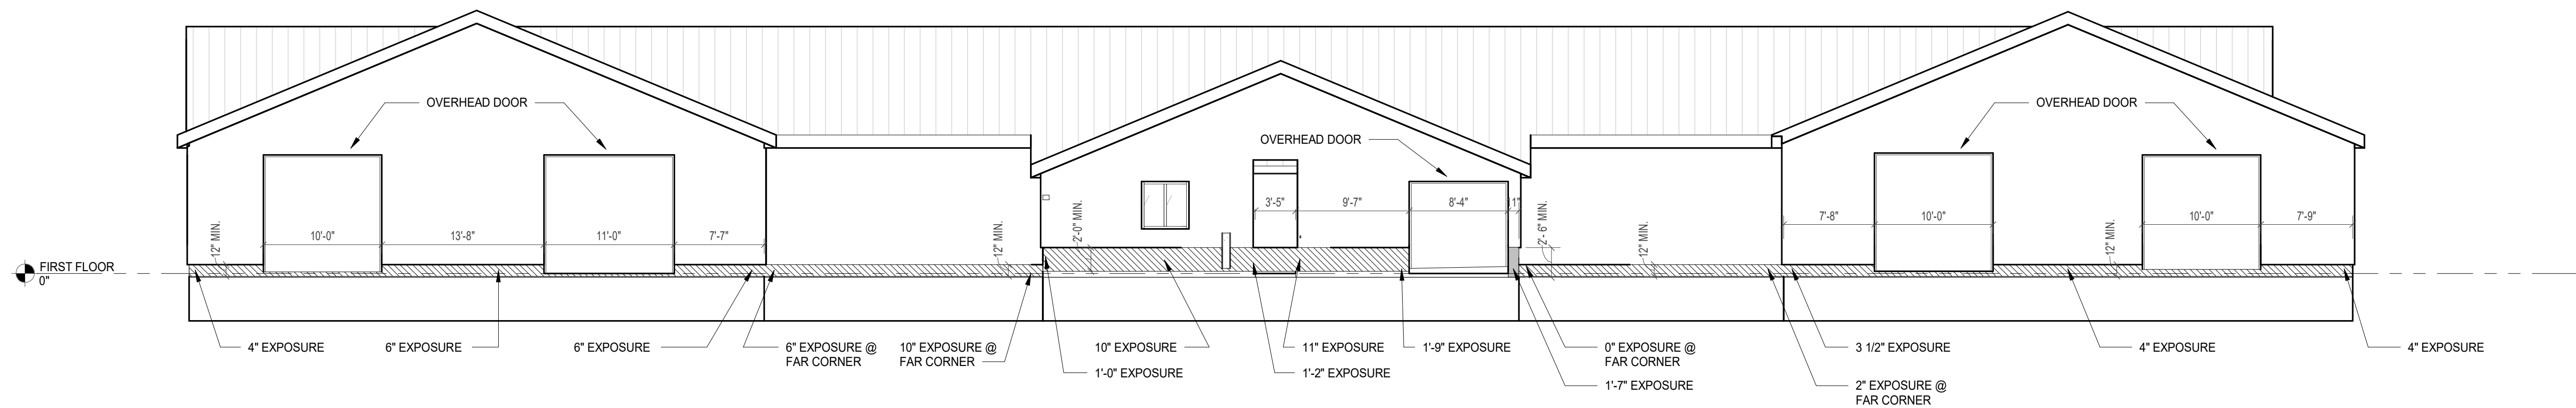 OVERHEAD DOOR
OVERHEAD DOOR
OVERHEAD DOOR
12" MIN.
10'-0"
13'-8"
11'-0"
7'-7"
12" MIN.
2'-0" MIN.
3'-5"
9'-7"
8'-4"
1"
2'- 6" MIN.
12" MIN.
7'-8"
10'-0"
12" MIN.
10'-0"
7'-9"
FIRST FLOOR
0"
4" EXPOSURE
6" EXPOSURE
6" EXPOSURE
6" EXPOSURE @
FAR CORNER
10" EXPOSURE @
FAR CORNER
10" EXPOSURE
1'-0" EXPOSURE
11" EXPOSURE
1'-2" EXPOSURE
1'-9" EXPOSURE
0" EXPOSURE @
FAR CORNER
1'-7" EXPOSURE
3 1/2" EXPOSURE
2" EXPOSURE @
FAR CORNER
4" EXPOSURE
4" EXPOSURE